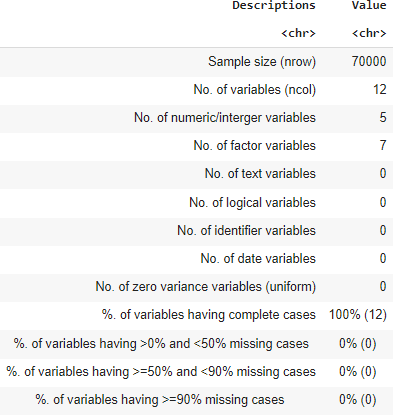 Descriptions Value
<chr> <chr>
Sample size (nrow) 70000
No. of variables (ncol) 12
No. of numeric/interger variables 5
No. of factor variables 7
No. of text variables 0
No. of logical variables 0
No. of identifier variables 0
No. of date variables 0
No. of zero variance variables (uniform) 0
%. of variables having complete cases 100% (12)
%. of variables having >0% and <50% missing cases 0% (0)
%. of variables having >=50% and <90% missing cases 0% (0)
%. of variables having >=90% missing cases 0% (0)